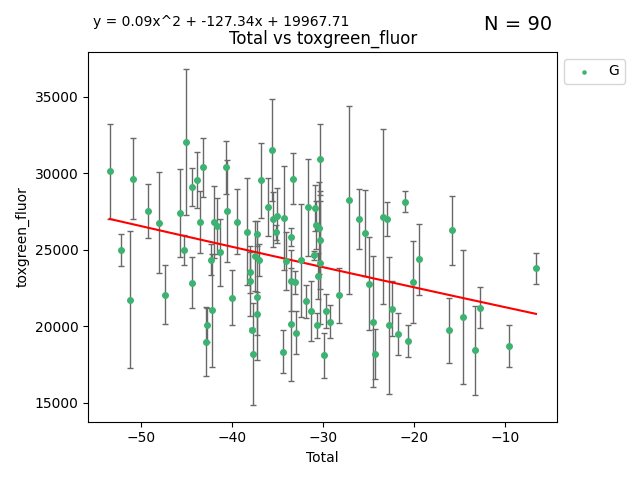 y = 0.09x^2 + -127.34x + 19967.71
N = 90
Total vs toxgreen_fluor
G
35000
30000
25000
20000
15000
toxgreen_fluor
−50
−40
−30
−20
−10
Total